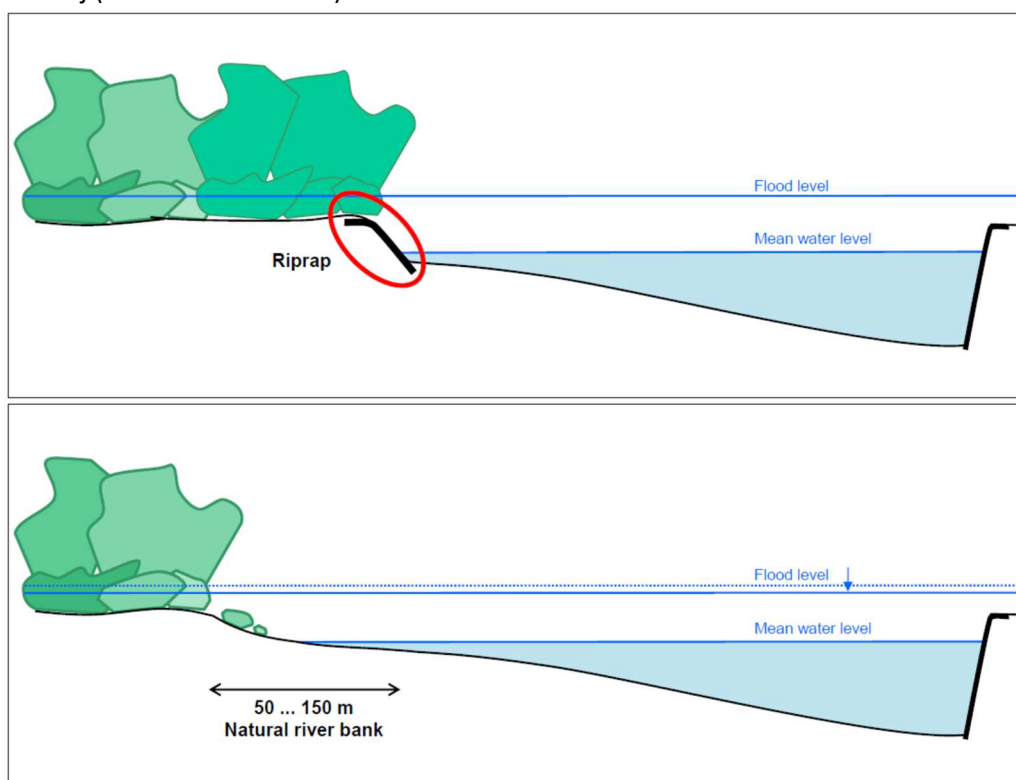 Flood level
Mean water level
Riprap
Flood level
Mean water level
50 ... 150 m
Natural river bank